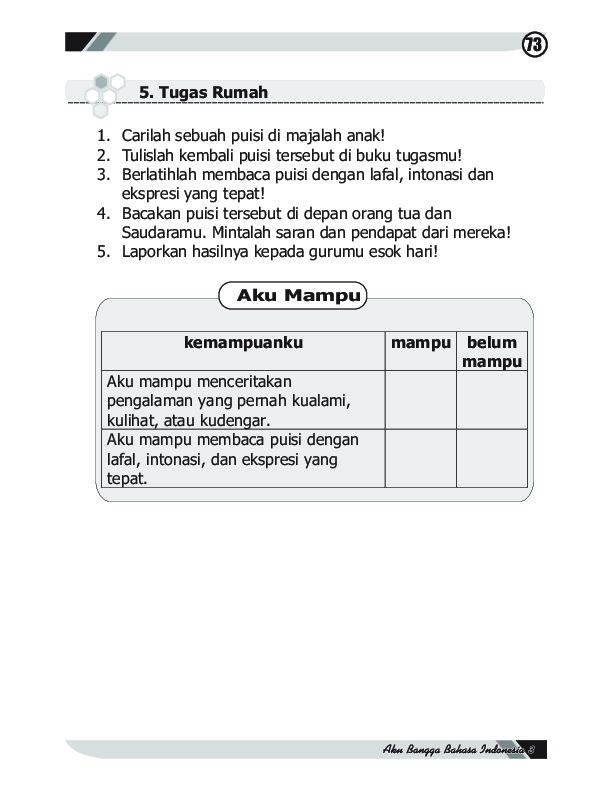 73
5. Tugas Rumah
1. Carilah sebuah puisi di majalah anak!
2. Tulislah kembali puisi tersebut di buku tugasmu!
3. Berlatihlah membaca puisi dengan lafal, intonasi dan
ekspresi yang tepat!
4. Bacakan puisi tersebut di depan orang tua dan
Saudaramu. Mintalah saran dan pendapat dari mereka!
5. Laporkan hasilnya kepada gurumu esok hari!
Aku Mampu
kemampuanku mampu belum
mampu
Aku mampu menceritakan
pengalaman yang pernah kualami,
kulihat, atau kudengar.
Aku mampu membaca puisi dengan
lafal, intonasi, dan ekspresi yang
tepat.
Aku Bangga Bahasa Indonesia 3